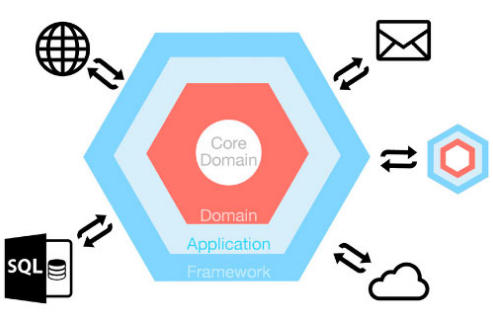 Core
Domain
Domain
Application
Framework
SQL